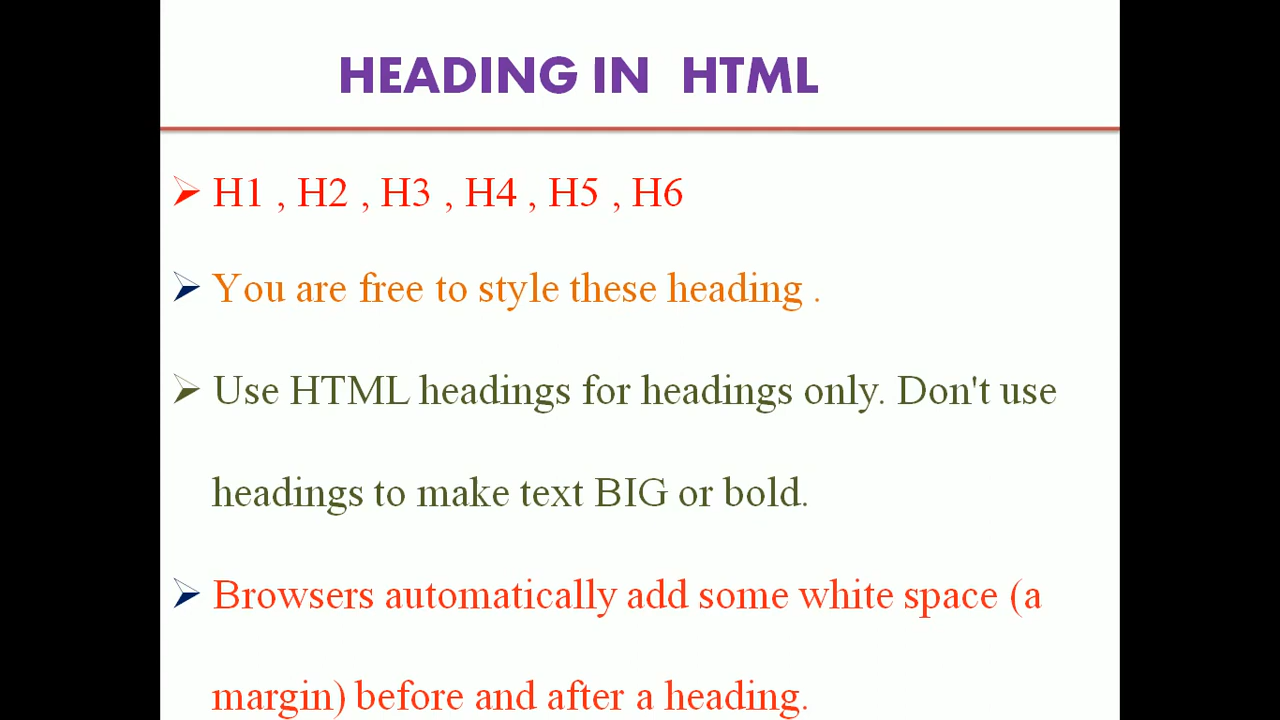 HEADING IN HTML
H1 , H2 , H3 , H4 , H5 , H6
You are free to style these heading .
Use HTML headings for headings only. Don't use
headings to make text BIG or bold.
Browsers automatically add some white space (a
margin) before and after a heading.